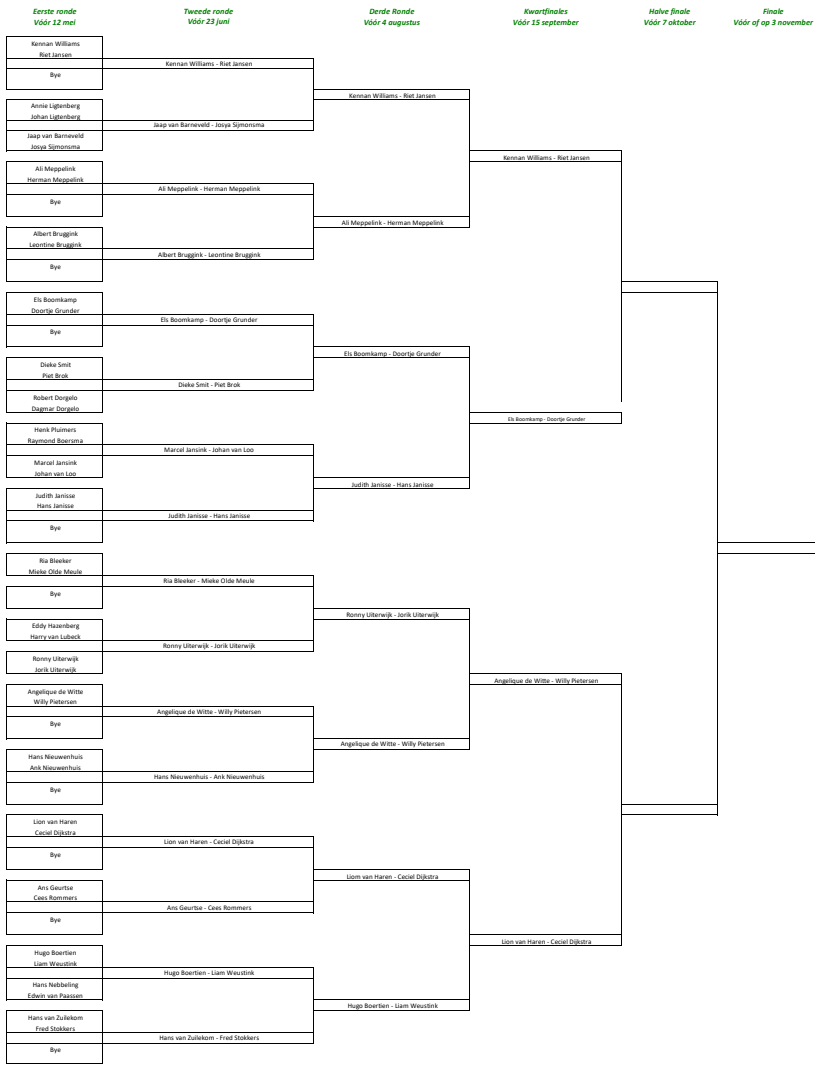 Eerste ronde
Vóór 12 mei
Tweede ronde
Vóór 23 juni
Derde Ronde
Vóór 4 augustus
Kwartfinales
Vóór 15 september
Halve finale
Vóór 7 oktober
Finale
Vóór of op 3 november
Kennan Williams
Riet Jansen
Bye
Annie Ligtenberg
Johan Ligtenberg
Jaap van Barneveld
Josya Sijmonsma
Ali Meppelink
Herman Meppelink
Bye
Albert Bruggink
Leontine Bruggink
Bye
Els Boomkamp
Doortje Grunder
Bye
Dieke Smit
Piet Brok
Robert Dorgelo
Dagmar Dorgelo
Henk Pluimers
Raymond Boersma
Marcel Jansink
Johan van Loo
Judith Janisse
Hans Janisse
Bye
Ria Bleeker
Mieke Olde Meule
Bye
Eddy Hazenberg
Harry van Lubeck
Ronny Uiterwijk
Jorik Uiterwijk
Angelique de Witte
Willy Pietersen
Bye
Hans Nieuwenhuis
Ank Nieuwenhuis
Bye
Lion van Haren
Ceciel Dijkstra
Bye
Ans Geurtse
Cees Rommers
Bye
Hugo Boertien
Liam Weustink
Hans Nebbeling
Edwin van Paassen
Hans van Zuilekom
Fred Stokkers
Bye
Kennan Williams - Riet Jansen
Jaap van Barneveld - Josya Sijmonsma
Ali Meppelink - Herman Meppelink
Albert Bruggink - Leontine Bruggink
Els Boomkamp - Doortje Grunder
Dieke Smit - Piet Brok
Marcel Jansink - Johan van Loo
Judith Janisse - Hans Janisse
Ria Bleeker - Mieke Olde Meule
Ronny Uiterwijk - Jorik Uiterwijk
Angelique de Witte - Willy Pietersen
Hans Nieuwenhuis - Ank Nieuwenhuis
Lion van Haren - Ceciel Dijkstra
Ans Geurtse - Cees Rommers
Hugo Boertien - Liam Weustink
Hans van Zuilekom - Fred Stokkers
Kennan Williams - Riet Jansen
Ali Meppelink - Herman Meppelink
Els Boomkamp - Doortje Grunder
Judith Janisse - Hans Janisse
Ronny Uiterwijk - Jorik Uiterwijk
Angelique de Witte - Willy Pietersen
Liom van Haren - Ceciel Dijkstra
Hugo Boertien - Liam Weustink
Kennan Williams - Riet Jansen
Els Boomkamp - Doortje Grunder
Angelique de Witte - Willy Pietersen
Lion van Haren - Ceciel Dijkstra